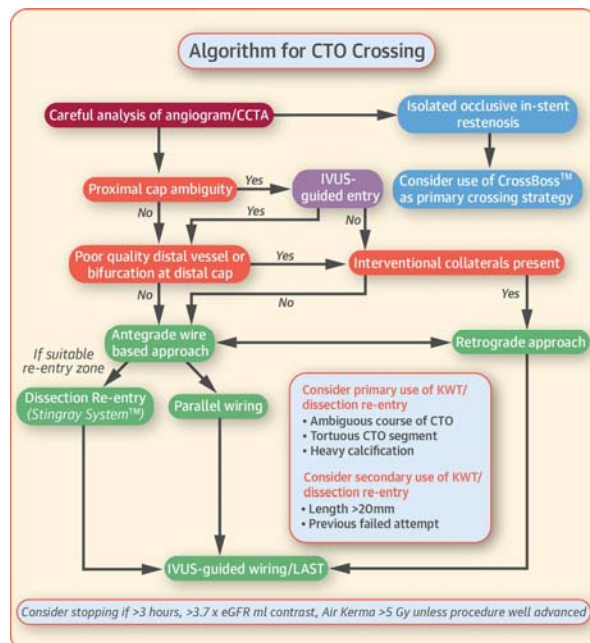 Algorithm for CTO Crossing
Careful analysis of angiogram/CCTA
Isolated occlusive in-stent
restenosis
Proximal cap ambiguity
Yes
IVUS-
guided entry
Consider use of CrossBoss™
as primary crossing strategy
No
Yes
No
Poor quality distal vessel or
bifurcation at distal cap
Yes
Interventional collaterals present
No
No
Yes
If suitable
re-entry zone
Antegrade wire
based approach
Retrograde approach
Dissection Re-entry
(Stingray System™)
Parallel wiring
Consider primary use of KWT/
dissection re-entry
• Ambiguous course of CTO
• Tortuous CTO segment
• Heavy calcification
Consider secondary use of KWT/
dissection re-entry
• Length >20mm
• Previous failed attempt
IVUS-guided wiring/LAST
Consider stopping if >3 hours, >3.7 x eGFR ml contrast, Air Kerma >5 Gy unless procedure well advanced